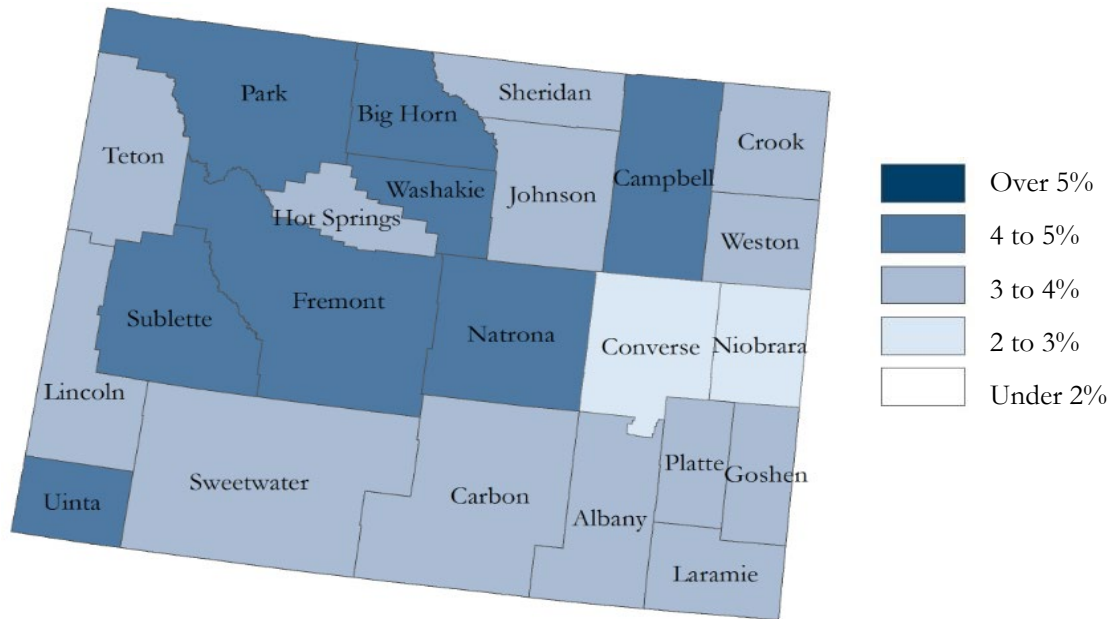 Park
Big Horn
Sheridan
Crook
Teton
Washakie
Johnson
Campbell
Hot Springs
Weston
Fremont
Sublette
Natrona
Converse
Niobrara
Lincoln
Platte
Goshen
Sweetwater
Carbon
Albany
Uinta
Laramie
Over 5%
4 to 5%
3 to 4%
2 to 3%
Under 2%